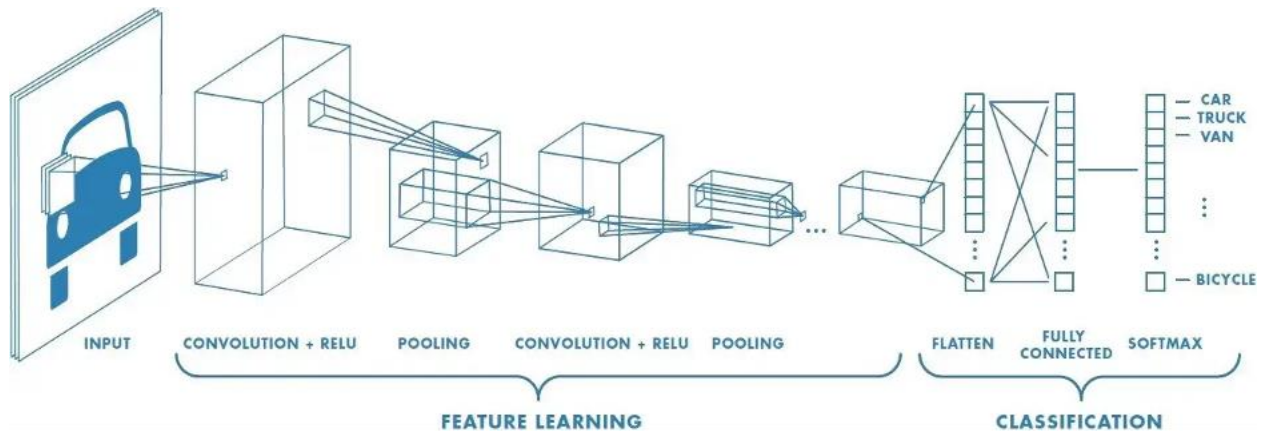 CAR
TRUCK
VAN
BICYCLE
INPUT
CONVOLUTION + RELU
POOLING
CONVOLUTION + RELU
POOLING
FLATTEN
FULLY
CONNECTED
SOFTMAX
FEATURE LEARNING
CLASSIFICATION